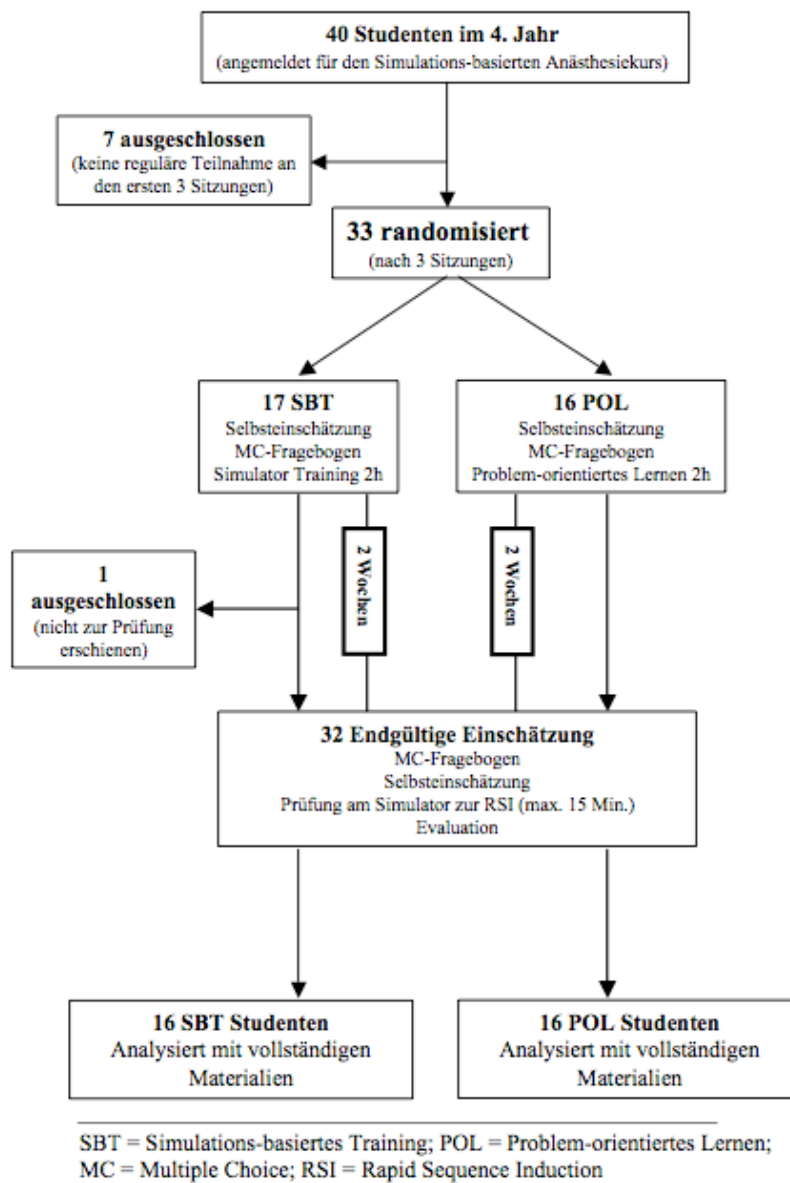 40 Studenten im 4. Jahr
(angemeldet für den Simulations-basierten Anästhesiekurs)
7 ausgeschlossen
(keine reguläre Teilnahme an
den ersten 3 Sitzungen)
33 randomisiert
(nach 3 Sitzungen)
17 SBT
Selbsteinschätzung
MC-Fragebogen
Simulator Training 2h
16 POL
Selbsteinschätzung
MC-Fragebogen
Problem-orientiertes Lernen 2h
2 Wochen
2 Wochen
1
ausgeschlossen
(nicht zur Prüfung
erschienen)
32 Endgültige Einschätzung
MC-Fragebogen
Selbsteinschätzung
Prüfung am Simulator zur RSI (max. 15 Min.)
Evaluation
16 SBT Studenten
Analysiert mit vollständigen
Materialien
16 POL Studenten
Analysiert mit vollständigen
Materialien
SBT = Simulations-basiertes Training; POL = Problem-orientiertes Lernen;
MC = Multiple Choice; RSI = Rapid Sequence Induction